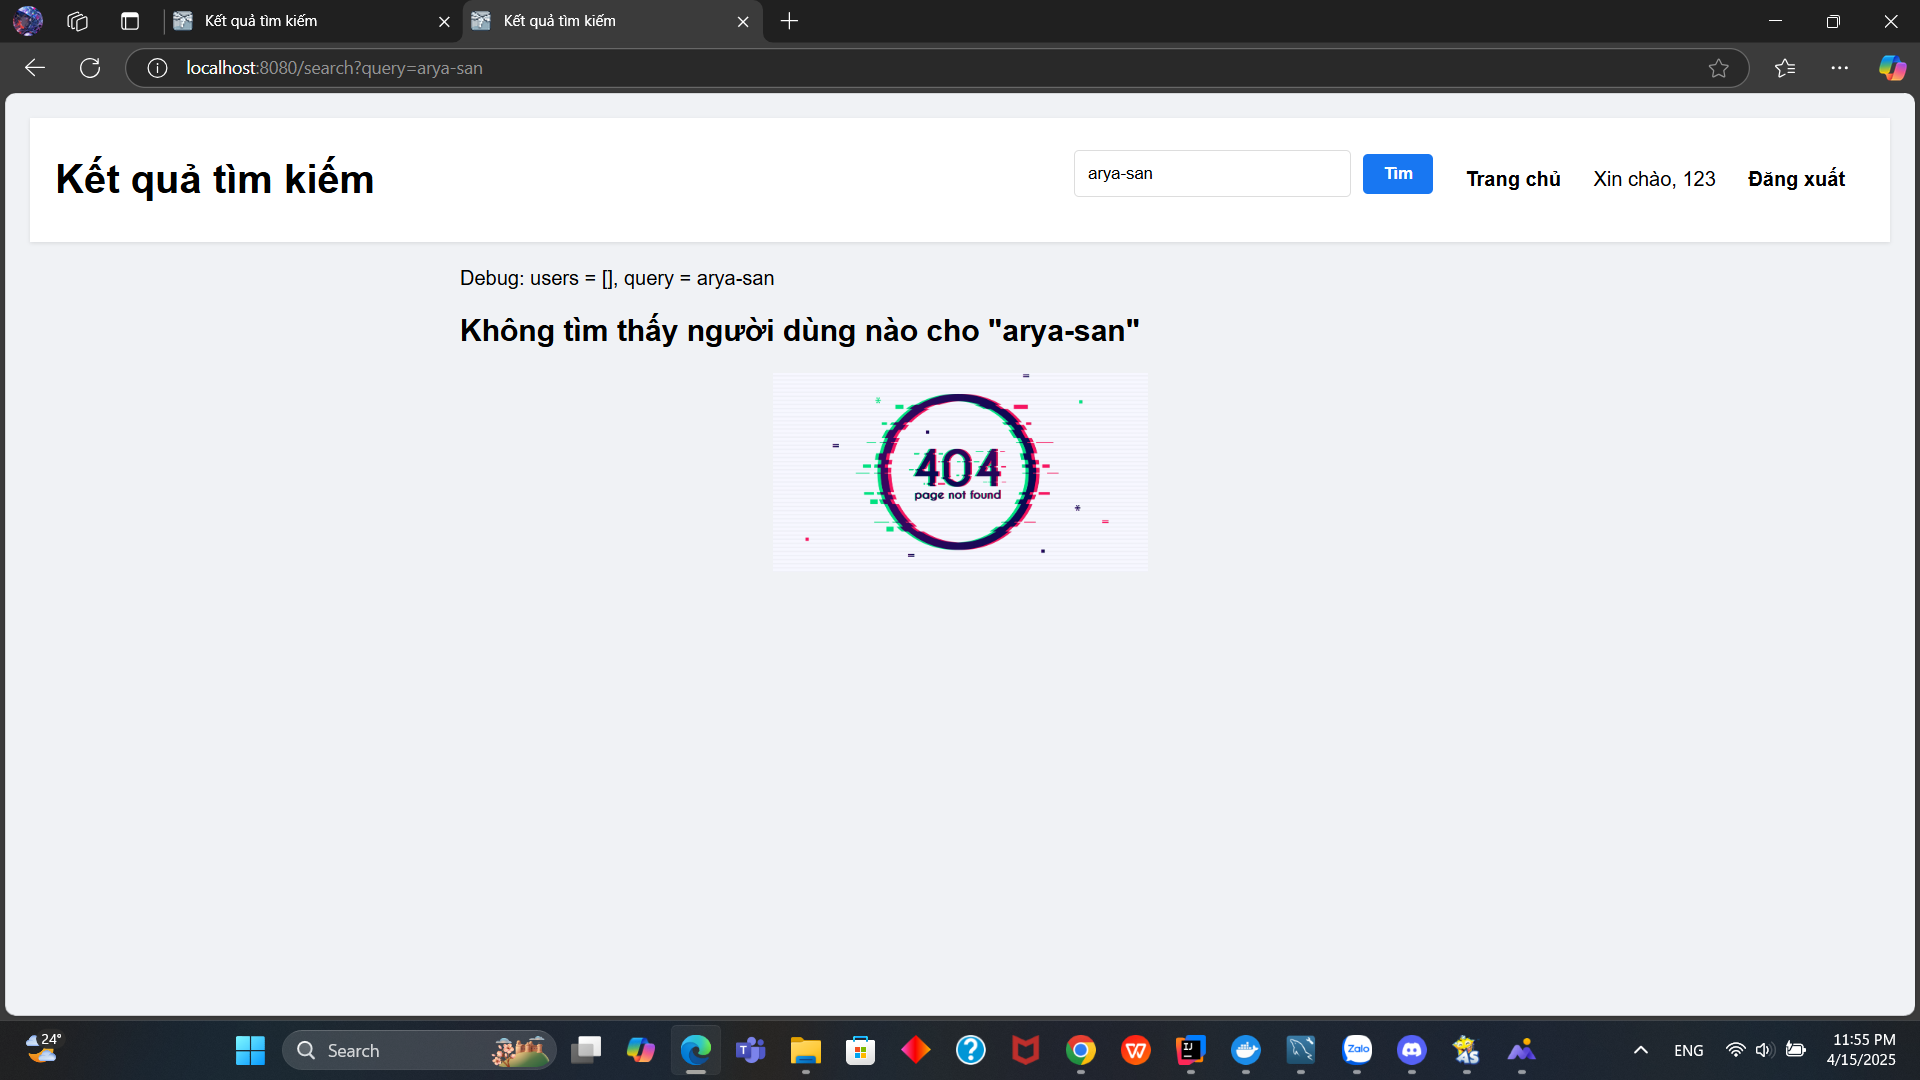 Kết quả tìm kiếm
Kết quả tìm kiếm
localhost:8080/search?query=arya-san
Kết quả tìm kiếm
arya-san
Tìm
Trang chủ
Xin chào, 123
Đăng xuất
Debug: users = [], query = arya-san
Không tìm thấy người dùng nào cho "arya-san"
404
page not found
24°
Search
Zalo
ENG
11:55 PM
4/15/2025